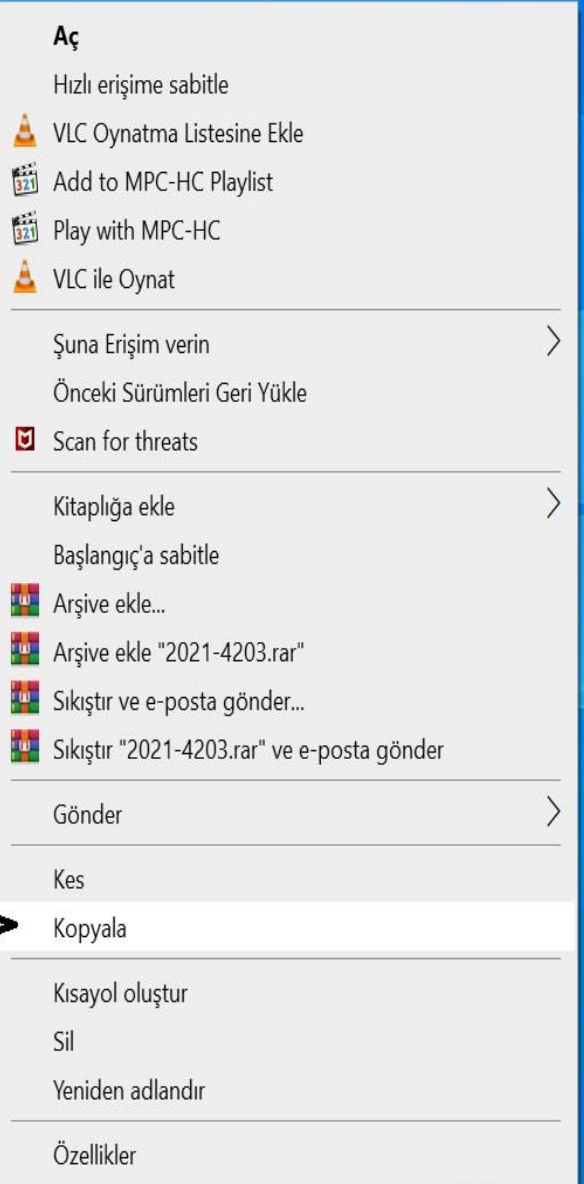 Aç
Hızlı erişime sabitle
VLC Oynatma Listesine Ekle
Add to MPC-HC Playlist
Play with MPC-HC
VLC ile Oynat
Şuna Erişim verin
Önceki Sürümleri Geri Yükle
Scan for threats
Kitaplığa ekle
Başlangıç'a sabitle
Arşive ekle...
Arşive ekle "2021-4203.rar"
Sıkıştır ve e-posta gönder...
Sıkıştır "2021-4203.rar" ve e-posta gönder
Gönder
Kes
Kopyala
Kısayol oluştur
Sil
Yeniden adlandır
Özellikler